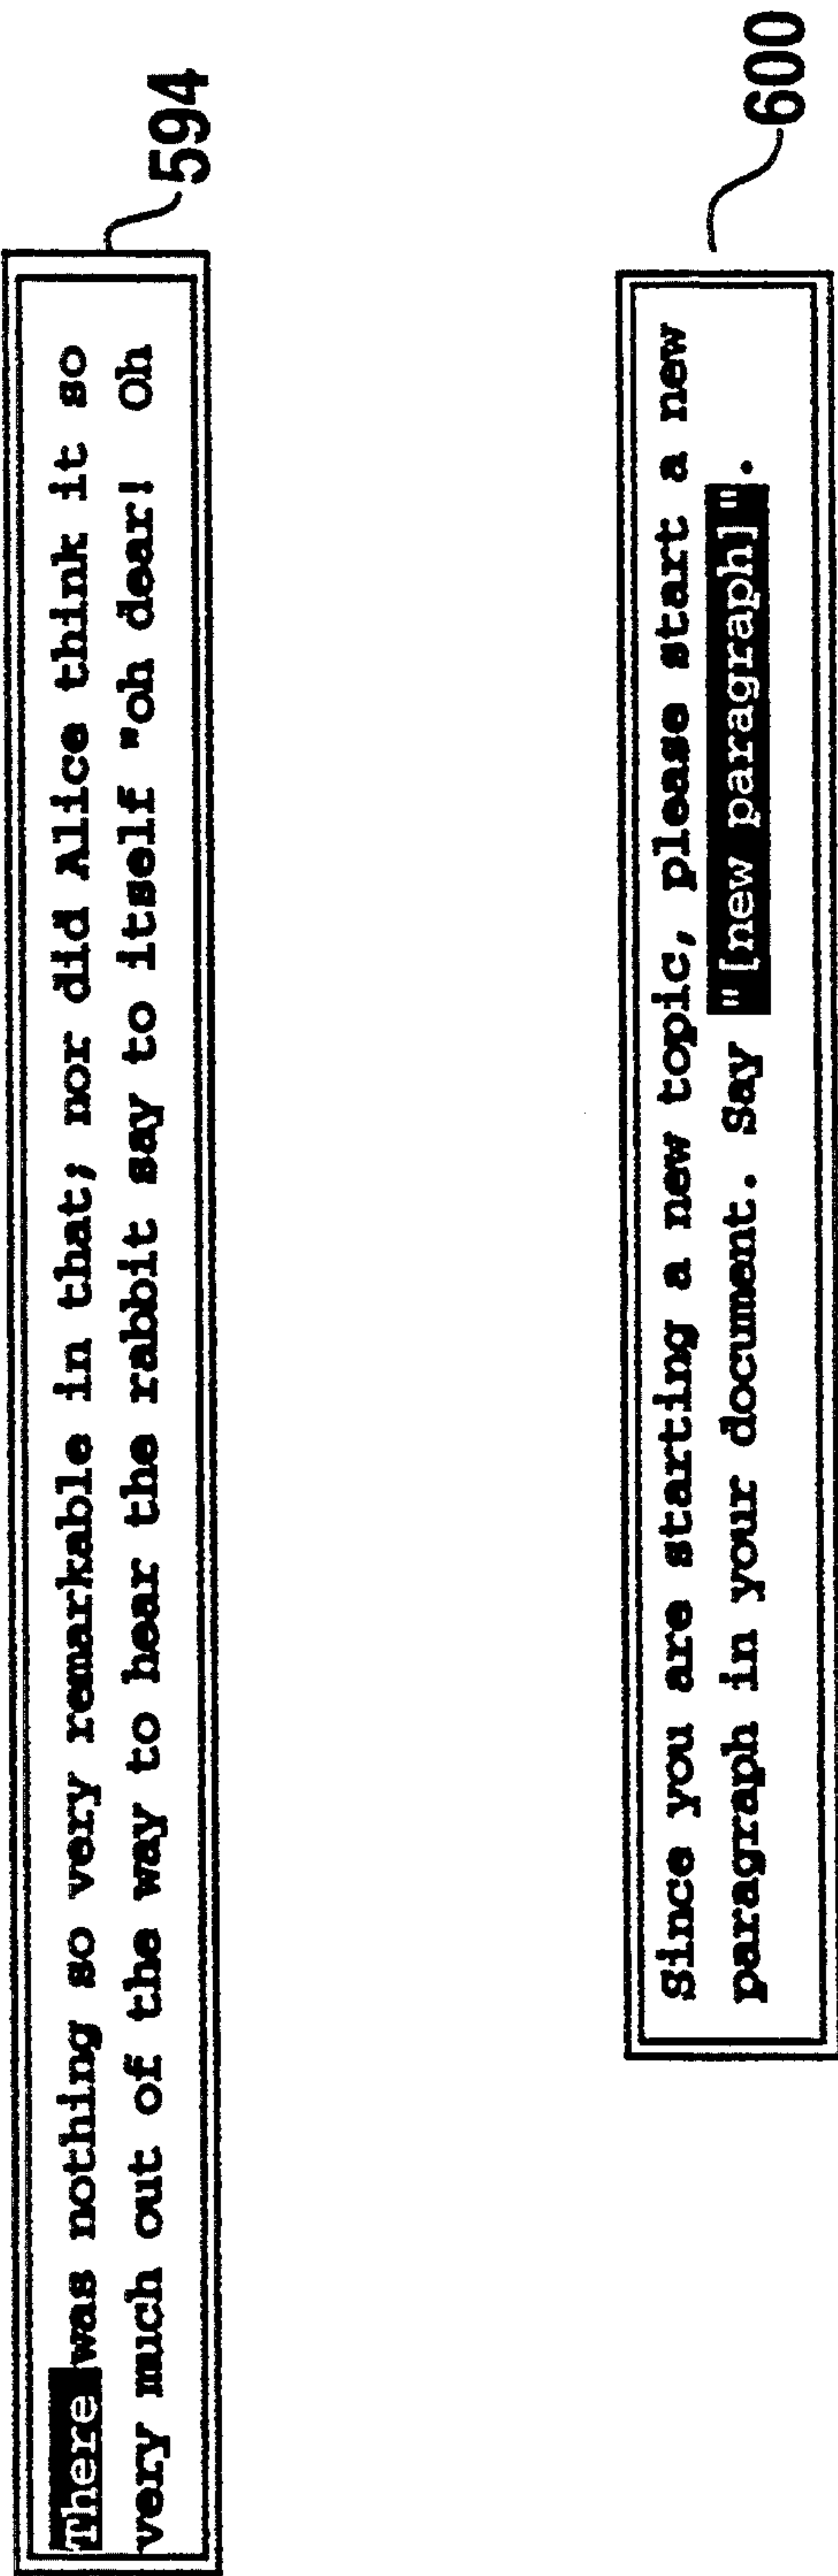 There was nothing so very remarkable in that; nor did Alice think it so
very much out of the way to hear the rabbit say to itself "oh dear! Oh
594
Since you are starting a new topic, please start a new
paragraph in your document. Say "[new paragraph]".
600